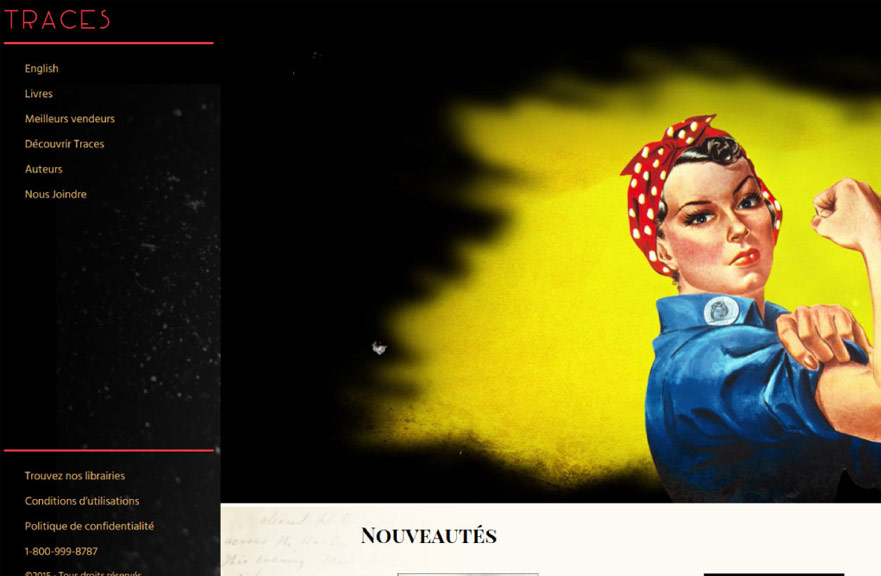 TRACES
English
Livres
Meilleurs vendeurs
Découvrir Traces
Auteurs
Nous Joindre
Trouvez nos librairies
Conditions d'utilisations
Politique de confidentialité
1-800-999-8787
©2015 - Tous droits réservés
Nouveautés